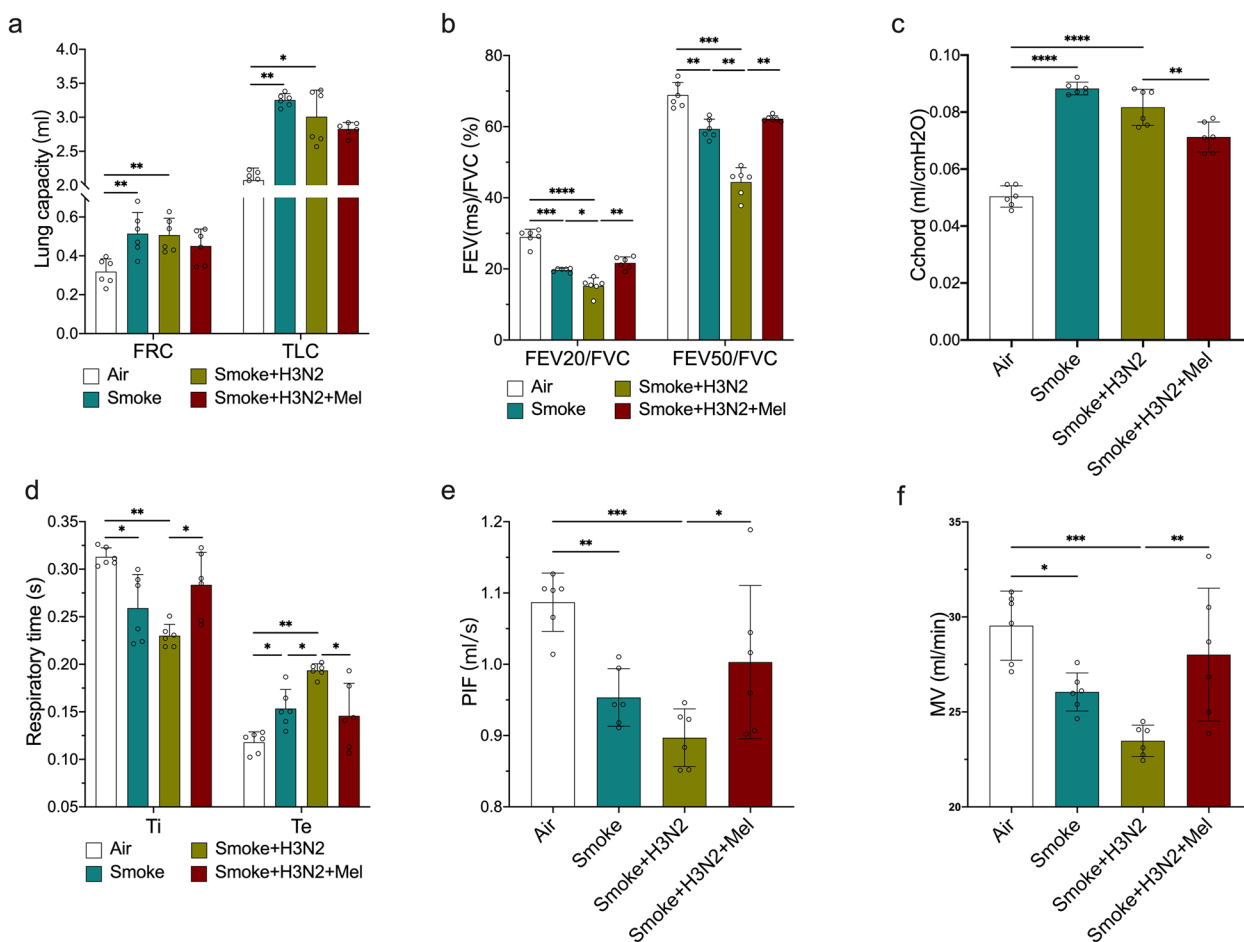 a
Lung capacity (ml)
4.0
3.5
3.0
2.5
2.0
0.6
0.4
0.2
0.0
**
**
**
*
FRC
TLC
Air
Smoke
Smoke+H3N2
Smoke+H3N2+Mel
b
FEV(ms)/FVC (%)
80
60
40
20
0
****
***
*
**
***
**
**
**
FEV20/FVC
FEV50/FVC
Air
Smoke
Smoke+H3N2
Smoke+H3N2+Mel
c
Cchord (ml/cmH2O)
0.10
0.08
0.06
0.04
0.02
0.00
****
****
**
Air
Smoke
Smoke+H3N2
Smoke+H3N2+Mel
d
Respiratory time (s)
0.35
0.30
0.25
0.20
0.15
0.10
0.05
**
*
*
**
*
*
*
Ti
Te
Air
Smoke
Smoke+H3N2
Smoke+H3N2+Mel
e
PIF (ml/s)
1.2
1.1
1.0
0.9
0.8
***
*
**
Air
Smoke
Smoke+H3N2
Smoke+H3N2+Mel
f
MV (ml/min)
35
30
25
20
***
**
*
Air
Smoke
Smoke+H3N2
Smoke+H3N2+Mel